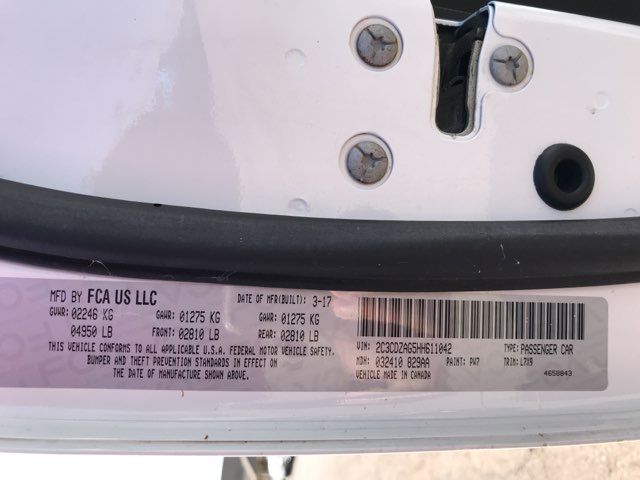 MFD BY FCA US LLC DATE OF MFR(BUILT): 3-17
GVWR: 02246 KG GAWR: 01275 KG GAWR: 01275 KG
04950 LB FRONT: 02810 LB REAR: 02810 LB
THIS VEHICLE CONFORMS TO ALL APPLICABLE U.S.A. FEDERAL MOTOR VEHICLE SAFETY,
BUMPER AND THEFT PREVENTION STANDARDS IN EFFECT ON
THE DATE OF MANUFACTURE SHOWN ABOVE.
VIN: 2C3CDZAG5HH611042 TYPE: PASSENGER CAR
MDH: 032410 829AA PAINT: PW7 TRIM: L7X9
VEHICLE MADE IN CANADA 4658843